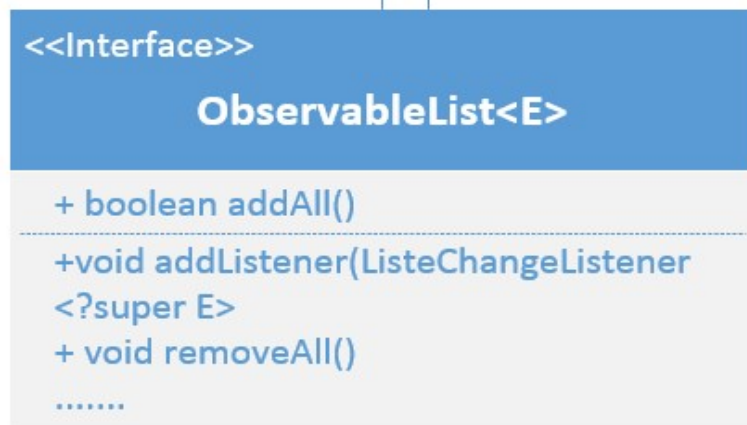 <<Interface>>
ObservableList<E>
+ boolean addAll()
+void addListener(ListeChangeListener
<?super E>
+ void removeAll()
.......